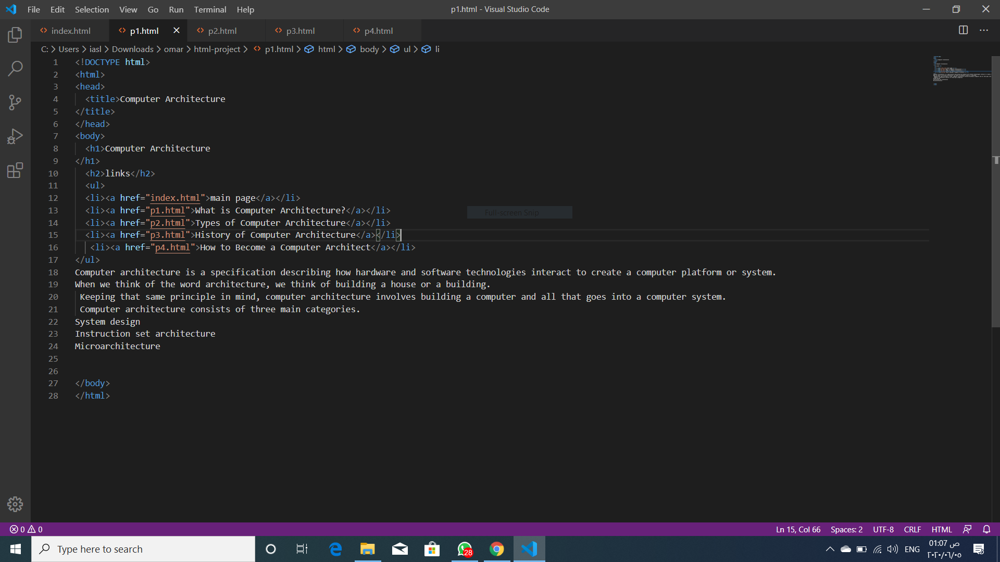 File Edit Selection View Go Run Terminal Help
p1.html - Visual Studio Code
index.html p1.html p2.html p3.html p4.html
C: > Users > iasl > Downloads > omar > html-project > p1.html > html > body > ul > li
1 <!DOCTYPE html>
2 <html>
3 <head>
4 <title>Computer Architecture
5 </title>
6 </head>
7 <body>
8 <h1>Computer Architecture
9 </h1>
10 <h2>links</h2>
11 <ul>
12 <li><a href="index.html">main page</a></li>
13 <li><a href="p1.html">What is Computer Architecture?</a></li>
Full-screen Snip
14 <li><a href="p2.html">Types of Computer Architecture</a></li>
15 <li><a href="p3.html">History of Computer Architecture</a></li>
16 <li><a href="p4.html">How to Become a Computer Architect</a></li>
17 </ul>
18 Computer architecture is a specification describing how hardware and software technologies interact to create a computer platform or system.
19 When we think of the word architecture, we think of building a house or a building.
20 Keeping that same principle in mind, computer architecture involves building a computer and all that goes into a computer system.
21 Computer architecture consists of three main categories.
22 System design
23 Instruction set architecture
24 Microarchitecture
25
26
27 </body>
28 </html>
0 0
Ln 15, Col 66 Spaces: 2 UTF-8 CRLF HTML
Type here to search
28
ENG
01:07 ص
٢٠٢٠/٠٦/٠٥